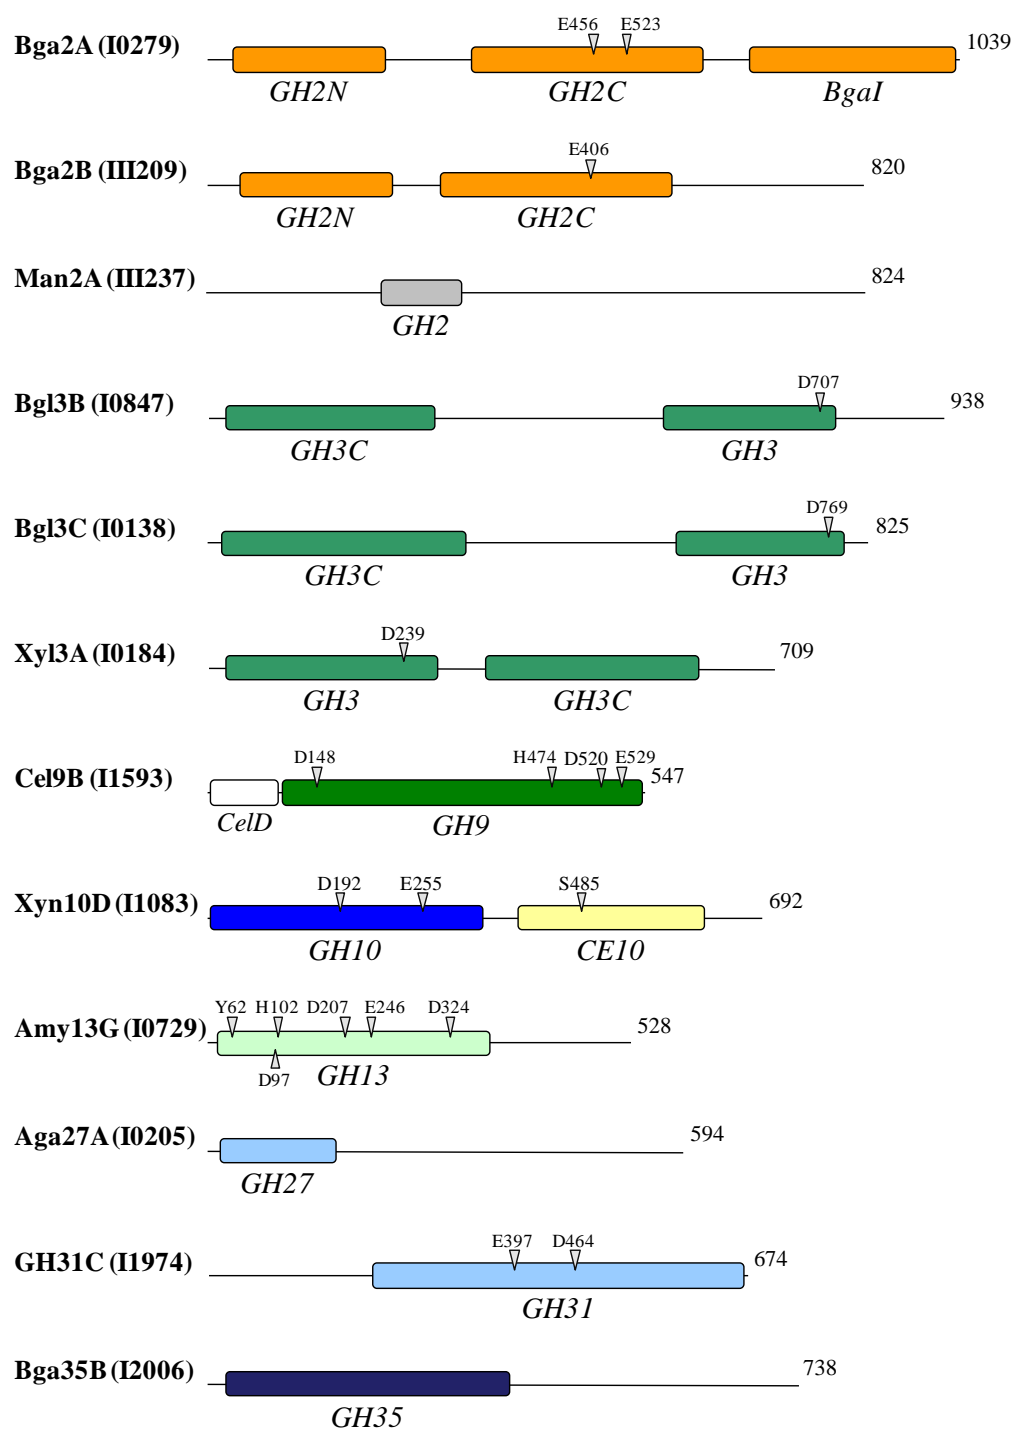 E456 E523
Bga2A (I0279) 1039
GH2N GH2C BgaI
E406
Bga2B (III209) 820
GH2N GH2C
Man2A (III237) 824
GH2
D707
Bgl3B (I0847) 938
GH3C GH3
D769
Bgl3C (I0138) 825
GH3C GH3
D239
Xyl3A (I0184) 709
GH3 GH3C
D148 H474 D520 E529
Cel9B (I1593) 547
CelD GH9
D192 E255 S485
Xyn10D (I1083) 692
GH10 CE10
Y62 H102 D207 E246 D324
Amy13G (I0729) 528
D97 GH13
Aga27A (I0205) 594
GH27
E397 D464
GH31C (I1974) 674
GH31
Bga35B (I2006) 738
GH35